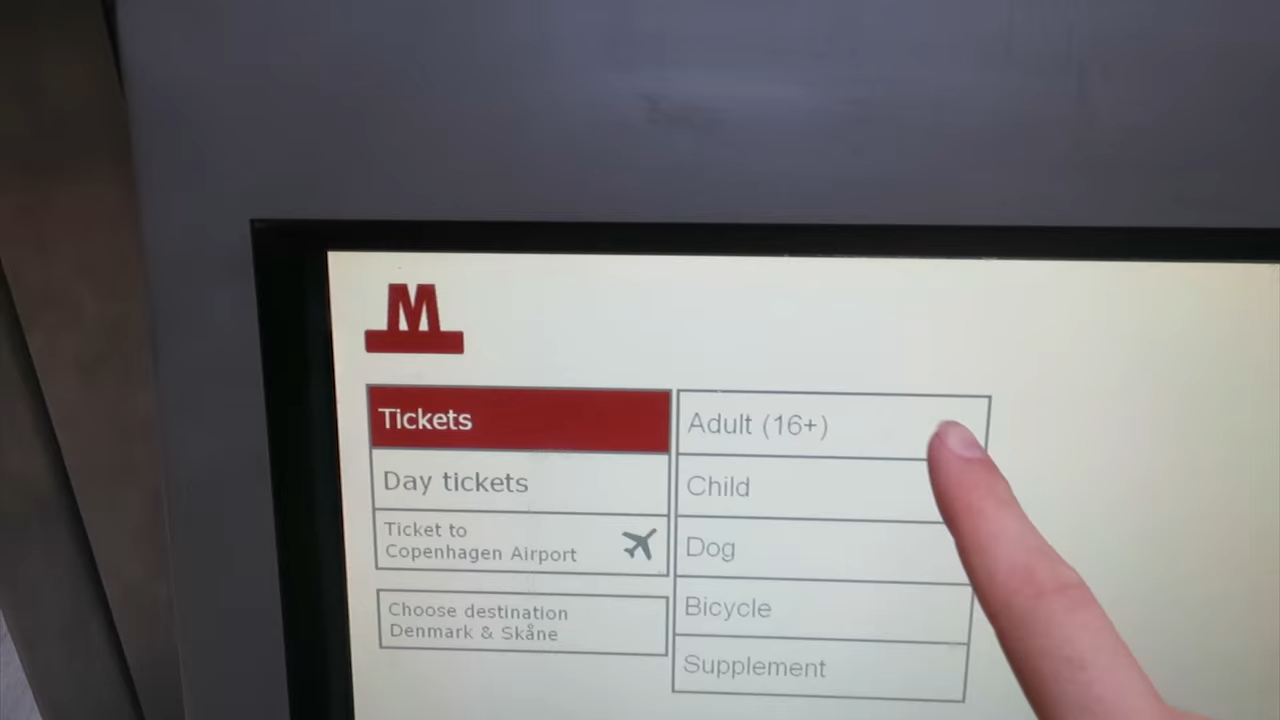 M
Tickets
Day tickets
Ticket to
Copenhagen Airport
Choose destination
Denmark & Skåne
Adult (16+)
Child
Dog
Bicycle
Supplement